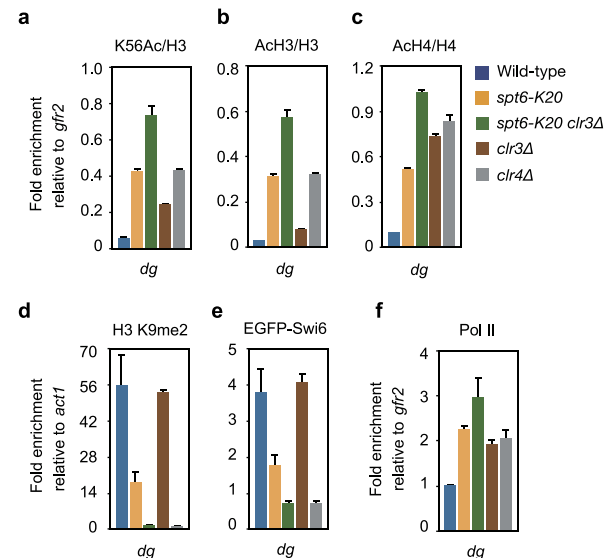 a
K56Ac/H3
Fold enrichment
relative to gfr2
1.0
0.8
0.6
0.4
0.2
0
dg
b
AcH3/H3
0.8
0.6
0.4
0.2
0
dg
c
AcH4/H4
1.2
0.9
0.6
0.3
0
dg
Wild-type
spt6-K20
spt6-K20 clr3Δ
clr3Δ
clr4Δ
d
H3 K9me2
Fold enrichment
relative to act1
70
56
42
28
14
0
dg
e
EGFP-Swi6
5
4
3
2
1
0
dg
f
Pol II
Fold enrichment
relative to gfr2
4
3
2
1
0
dg